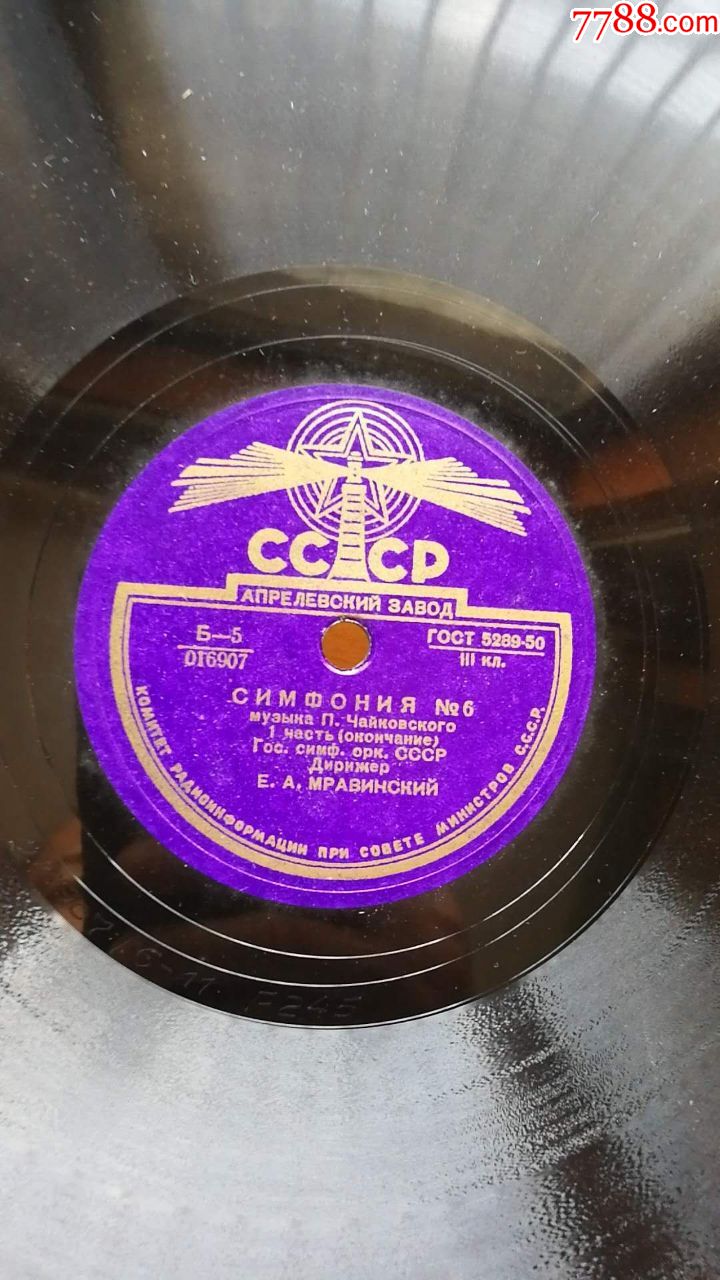 7788.com
СССР
АПРЕЛЕВСКИЙ ЗАВОД
Б—5
016907
ГОСТ 5289-50
III кл.
СИМФОНИЯ №6
музыка П. Чайковского
1 часть (окончание)
Гос. симф. орк. СССР
Дирижер
Е. А. МРАВИНСКИЙ
КОМИТЕТ РАДИОИНФОРМАЦИИ ПРИ СОВЕТЕ МИНИСТРОВ С.С.С.Р.